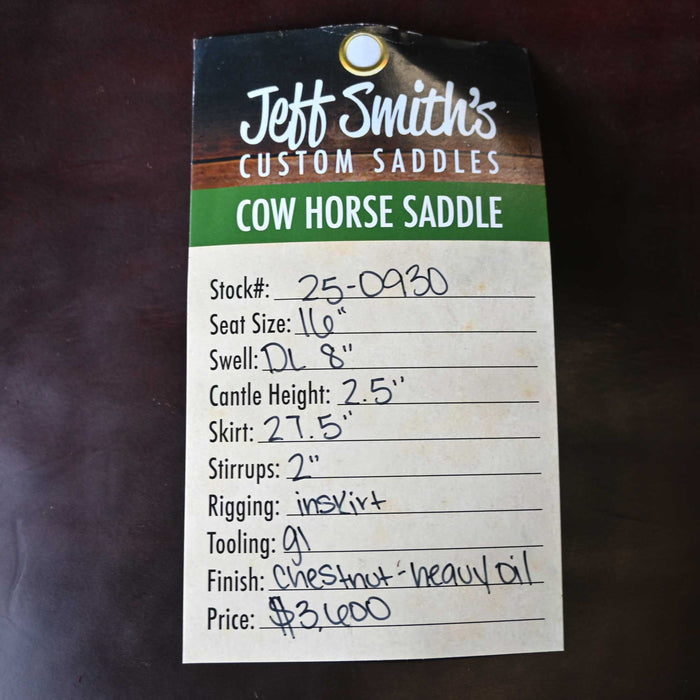 Jeff Smith's
CUSTOM SADDLES
COW HORSE SADDLE
Stock#: 25-0930
Seat Size: 16"
Swell: DL 8"
Cantle Height: 2.5"
Skirt: 27.5"
Stirrups: 2"
Rigging: inskirt
Tooling: g1
Finish: chestnut-heavy oil
Price: $3,600